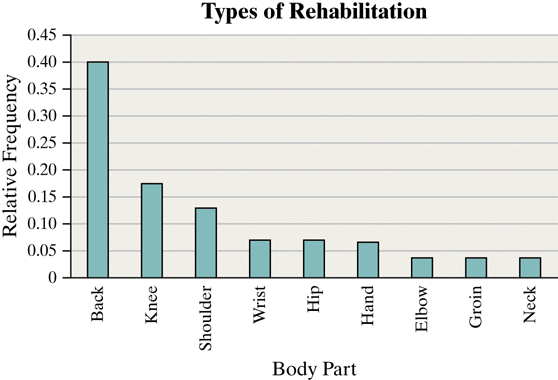 Types of Rehabilitation
Relative Frequency
0.45
0.40
0.35
0.30
0.25
0.20
0.15
0.10
0.05
0
Back
Knee
Shoulder
Wrist
Hip
Hand
Elbow
Groin
Neck
Body Part